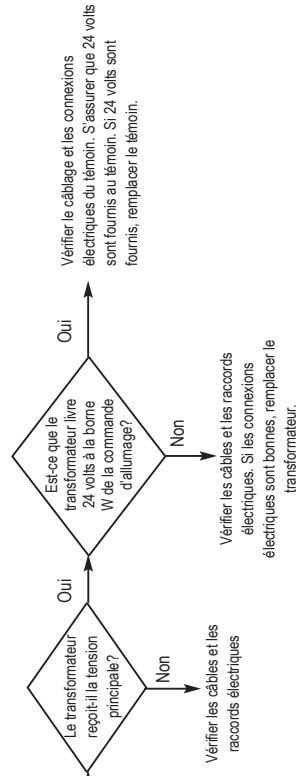 Le transformateur
reçoit-il la tension
principale?
Oui
Non
Vérifier les câbles et les
raccords électriques
Est-ce que le
transformateur livre
24 volts à la borne
W de la commande
d'allumage?
Oui
Non
Vérifier les câbles et les raccords
électriques. Si les connexions
électriques sont bonnes, remplacer le
transformateur.
Vérifier le câblage et les connexions
électriques du témoin. S'assurer que 24 volts
sont fournis au témoin. Si 24 volts sont
fournis, remplacer le témoin.